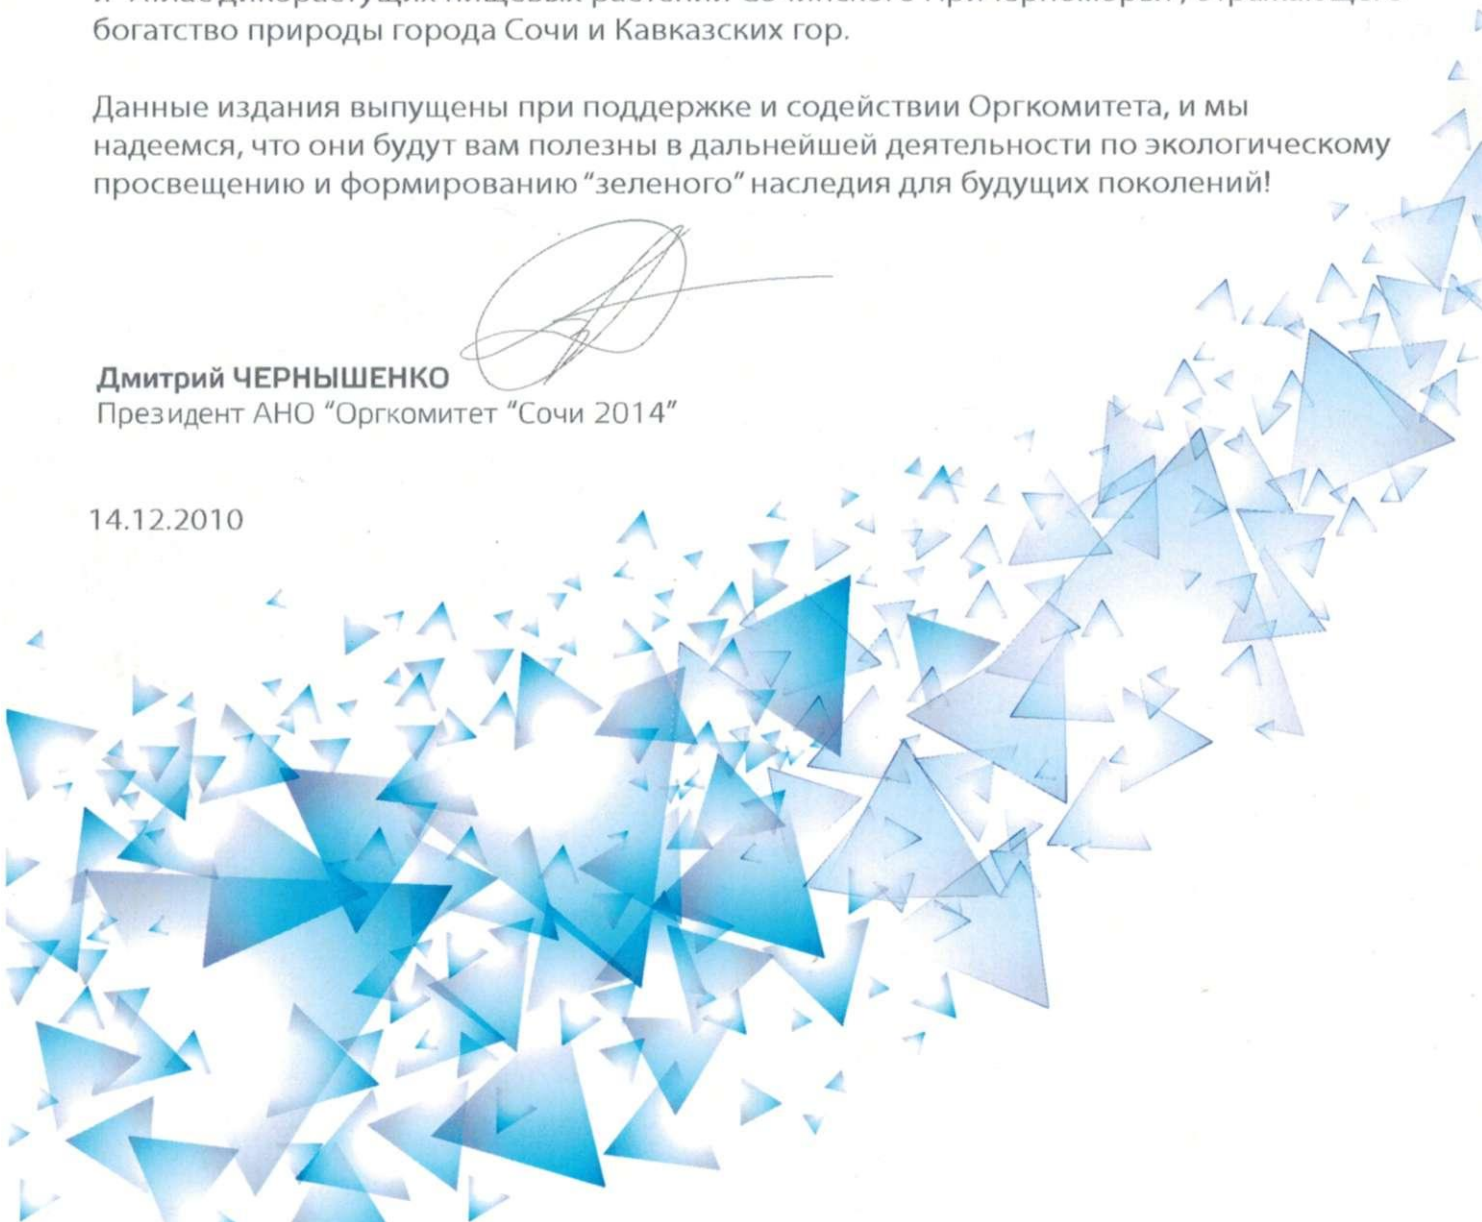 богатство природы города Сочи и Кавказских гор.
Данные издания выпущены при поддержке и содействии Оргкомитета, и мы
надеемся, что они будут вам полезны в дальнейшей деятельности по экологическому
просвещению и формированию “зеленого” наследия для будущих поколений!
Дмитрий ЧЕРНЫШЕНКО
Президент АНО “Оргкомитет “Сочи 2014”
14.12.2010